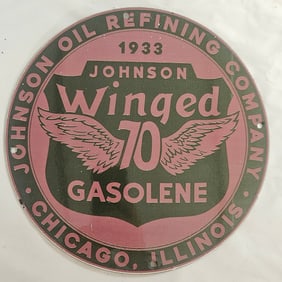 JOHNSON OIL REFINING COMPANY
1933
JOHNSON
Winged
70
GASOLENE
• CHICAGO, ILLINOIS •